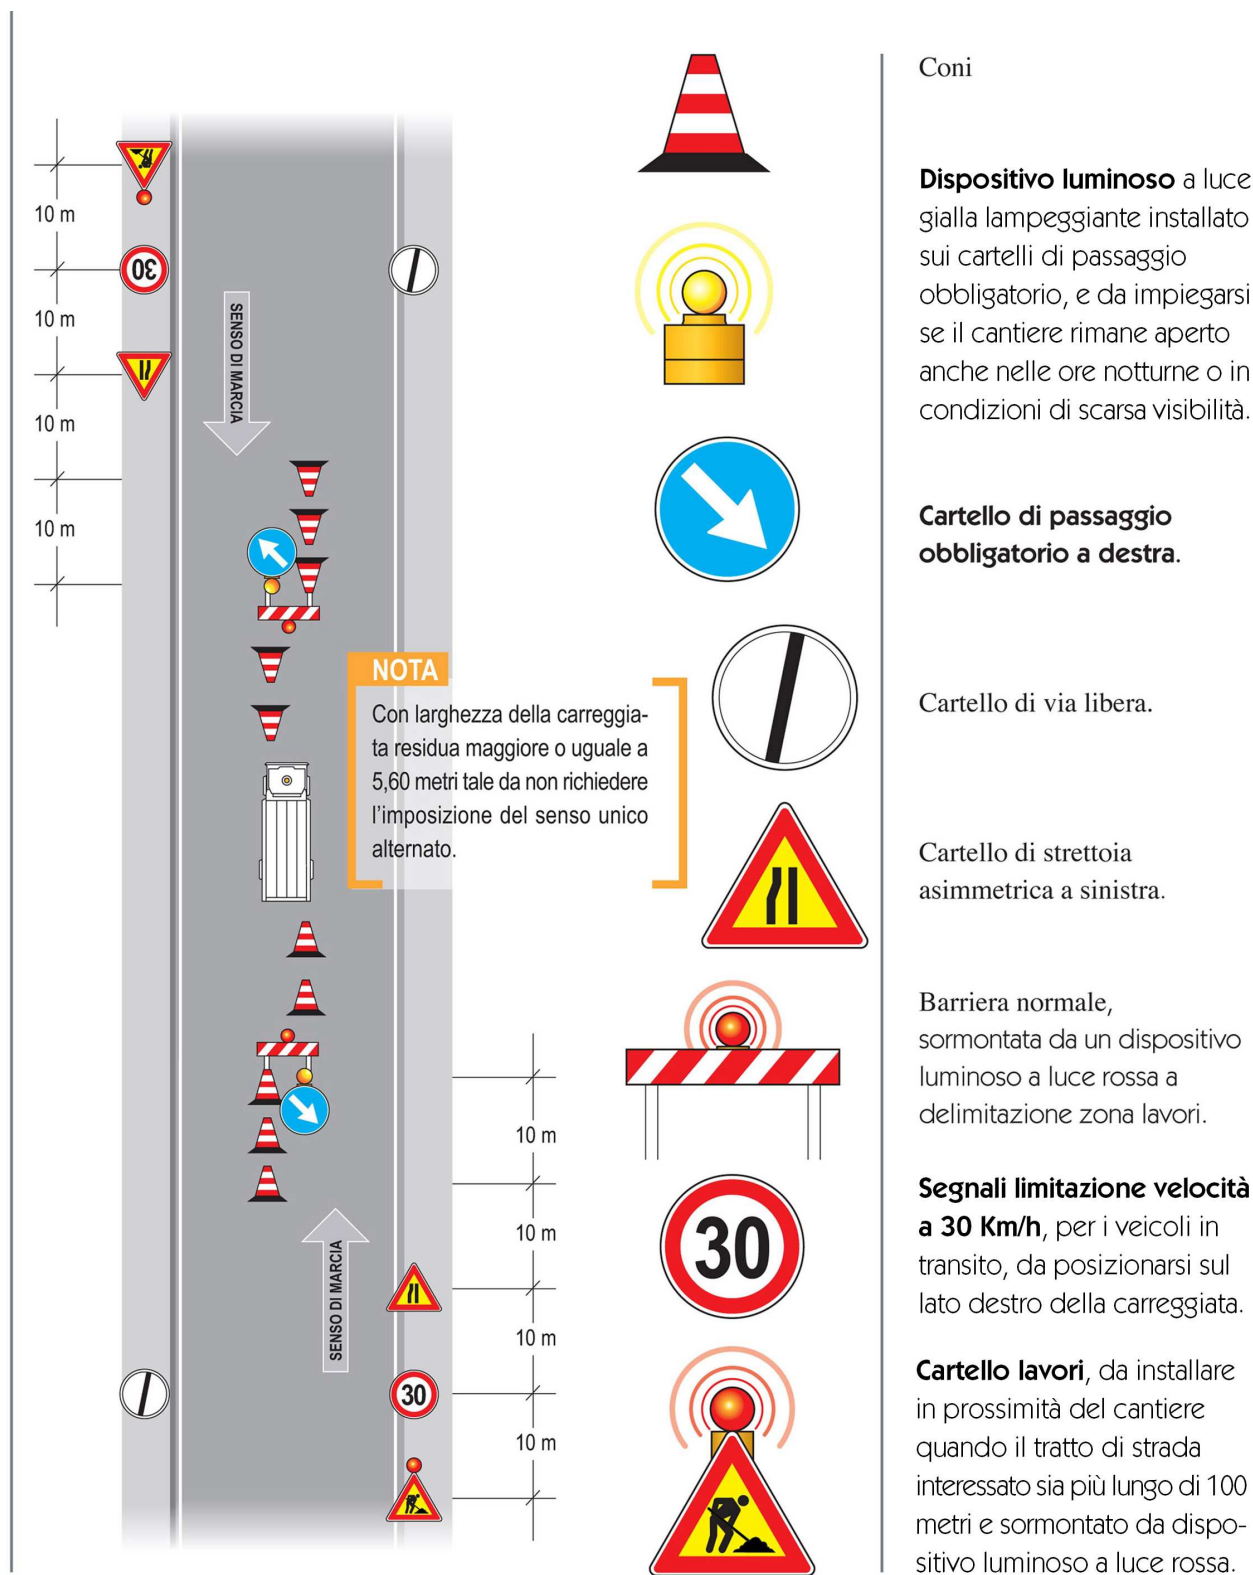 10 m
30
10 m
10 m
10 m
SENSO DI MARCIA
NOTA
Con larghezza della carreggia-
ta residua maggiore o uguale a
5,60 metri tale da non richiedere
l’imposizione del senso unico
alternato.
10 m
10 m
10 m
10 m
SENSO DI MARCIA
30
Coni
Dispositivo luminoso a luce
gialla lampeggiante installato
sui cartelli di passaggio
obbligatorio, e da impiegarsi
se il cantiere rimane aperto
anche nelle ore notturne o in
condizioni di scarsa visibilità.
Cartello di passaggio
obbligatorio a destra.
Cartello di via libera.
Cartello di strettoia
asimmetrica a sinistra.
Barriera normale,
sormontata da un dispositivo
luminoso a luce rossa a
delimitazione zona lavori.
30
Segnali limitazione velocità
a 30 Km/h, per i veicoli in
transito, da posizionarsi sul
lato destro della carreggiata.
Cartello lavori, da installare
in prossimità del cantiere
quando il tratto di strada
interessato sia più lungo di 100
metri e sormontato da dispo-
sitivo luminoso a luce rossa.